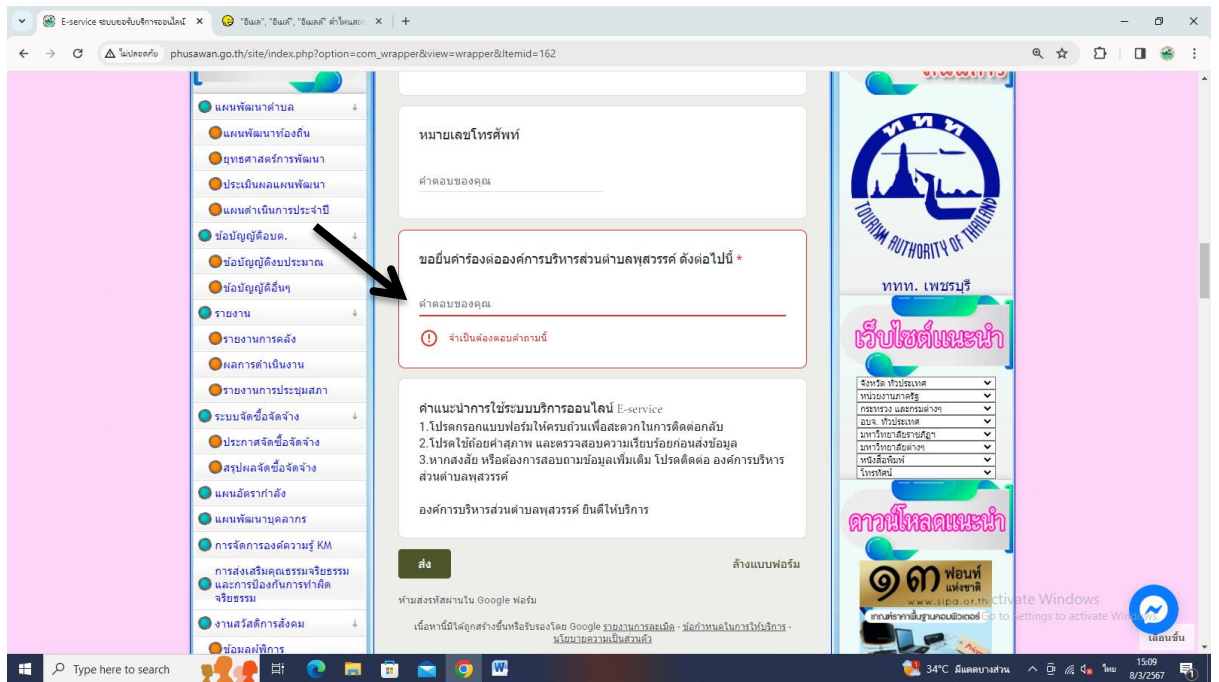 E-service ระบบขอรับบริการออนไลน์
"อีเมล", "อีเมล์", "อีเมลล์" คำไหนสะก
ไม่ปลอดภัย
phusawan.go.th/site/index.php?option=com_wrapper&view=wrapper&Itemid=162
แผนพัฒนาตำบล
แผนพัฒนาท้องถิ่น
ยุทธศาสตร์การพัฒนา
ประเมินผลแผนพัฒนา
แผนดำเนินการประจำปี
ข้อบัญญัติอบต.
ข้อบัญญัติงบประมาณ
ข้อบัญญัติอื่นๆ
รายงาน
รายงานการคลัง
ผลการดำเนินงาน
รายงานการประชุมสภา
ระบบจัดซื้อจัดจ้าง
ประกาศจัดซื้อจัดจ้าง
สรุปผลจัดซื้อจัดจ้าง
แผนอัตรากำลัง
แผนพัฒนาบุคลากร
การจัดการองค์ความรู้ KM
การส่งเสริมคุณธรรมจริยธรรม
และการป้องกันการทำผิด
จริยธรรม
งานสวัสดิการสังคม
ข้อมูลผู้พิการ
หมายเลขโทรศัพท์
คำตอบของคุณ
ขอยื่นคำร้องต่อองค์การบริหารส่วนตำบลพุสวรรค์ ดังต่อไปนี้ *
คำตอบของคุณ
จำเป็นต้องตอบคำถามนี้
คำแนะนำการใช้ระบบบริการออนไลน์ E-service
1.โปรดกรอกแบบฟอร์มให้ครบถ้วนเพื่อสะดวกในการติดต่อกลับ
2.โปรดใช้ถ้อยคำสุภาพ และตรวจสอบความเรียบร้อยก่อนส่งข้อมูล
3.หากสงสัย หรือต้องการสอบถามข้อมูลเพิ่มเติม โปรดติดต่อ องค์การบริหาร
ส่วนตำบลพุสวรรค์
องค์การบริหารส่วนตำบลพุสวรรค์ ยินดีให้บริการ
ส่ง
ล้างแบบฟอร์ม
ห้ามส่งรหัสผ่านใน Google ฟอร์ม
เนื้อหานี้มิได้ถูกสร้างขึ้นหรือรับรองโดย Google รายงานการละเมิด - ข้อกำหนดในการให้บริการ -
นโยบายความเป็นส่วนตัว
ททท
TOURISM AUTHORITY OF THAILAND
ททท. เพชรบุรี
เว็บไซต์แนะนำ
จังหวัด ทั่วประเทศ
หน่วยงานภาครัฐ
กระทรวง และกรมต่างๆ
อบจ. ทั่วประเทศ
มหาวิทยาลัยราชภัฏฯ
มหาวิทยาลัยต่างๆ
หนังสือพิมพ์
โทรทัศน์
ดาวน์โหลดแนะนำ
๑๓ ฟอนท์
แห่งชาติ
www.sipa.or.th
เกณฑ์ราคาพื้นฐานคอมพิวเตอร์
Activate Windows
Go to Settings to activate Windows.
เลื่อนขึ้น
Type here to search
34°C มีแดดบางส่วน
ไทย
15:09
8/3/2567